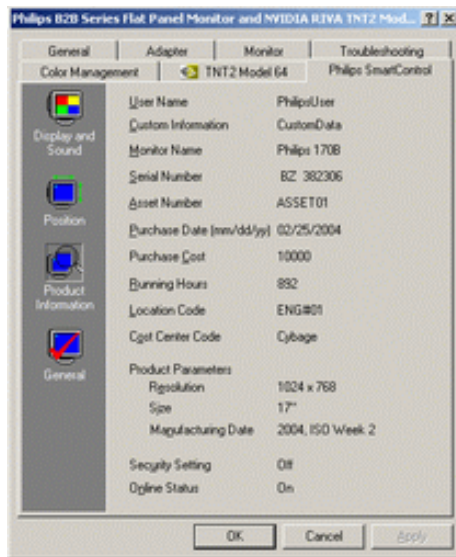 Philips B2B Series Flat Panel Monitor and NVIDIA RIVA TNT2 Mod... ? X
General Adapter Monitor Troubleshooting
Color Management TNT2 Model 64 Philips SmartControl
Display and
Sound
Position
Product
Information
General
User Name PhilipsUser
Custom Information CustomData
Monitor Name Philips 170B
Serial Number BZ 382306
Asset Number ASSET01
Purchase Date (mm/dd/yy) 02/25/2004
Purchase Cost 10000
Running Hours 892
Location Code ENG#01
Cost Center Code Cybage
Product Parameters
Resolution 1024 x 768
Size 17"
Manufacturing Date 2004, ISO Week 2
Security Setting Off
Online Status On
OK Cancel Apply